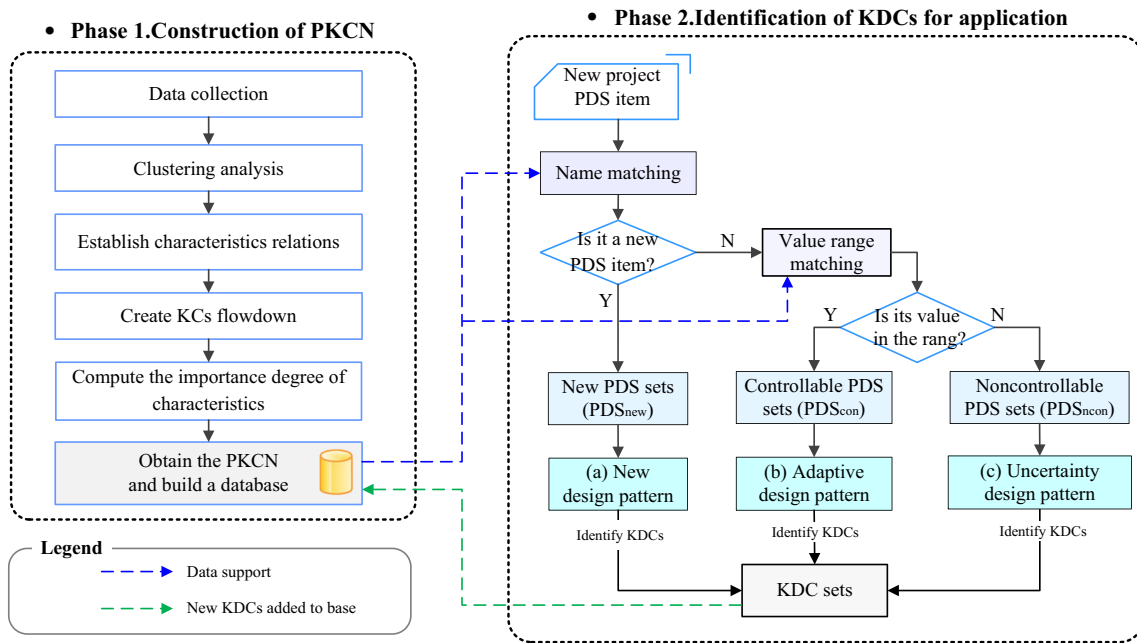 • Phase 1.Construction of PKCN
Data collection
Clustering analysis
Establish characteristics relations
Create KCs flowdown
Compute the importance degree of
characteristics
Obtain the PKCN
and build a database
Legend
Data support
New KDCs added to base
• Phase 2.Identification of KDCs for application
New project
PDS item
Name matching
Is it a new
PDS item?
N
Y
Value range
matching
Is its value
in the rang?
Y
N
New PDS sets
(PDSnew)
Controllable PDS
sets (PDScon)
Noncontrollable
PDS sets (PDSncon)
(a) New
design pattern
(b) Adaptive
design pattern
(c) Uncertainty
design pattern
Identify KDCs
Identify KDCs
Identify KDCs
KDC sets